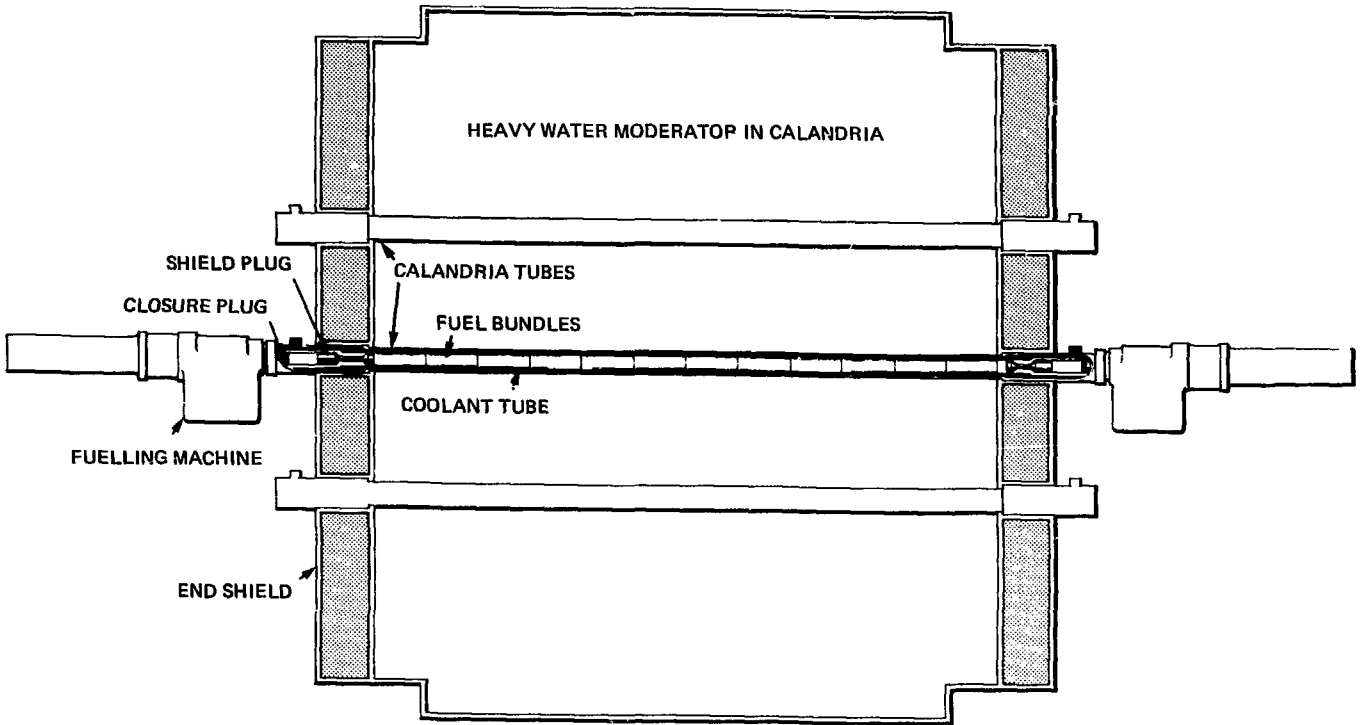 HEAVY WATER MODERATOP IN CALANDRIA
SHIELD PLUG
CALANDRIA TUBES
CLOSURE PLUG
FUEL BUNDLES
COOLANT TUBE
FUELLING MACHINE
END SHIELD